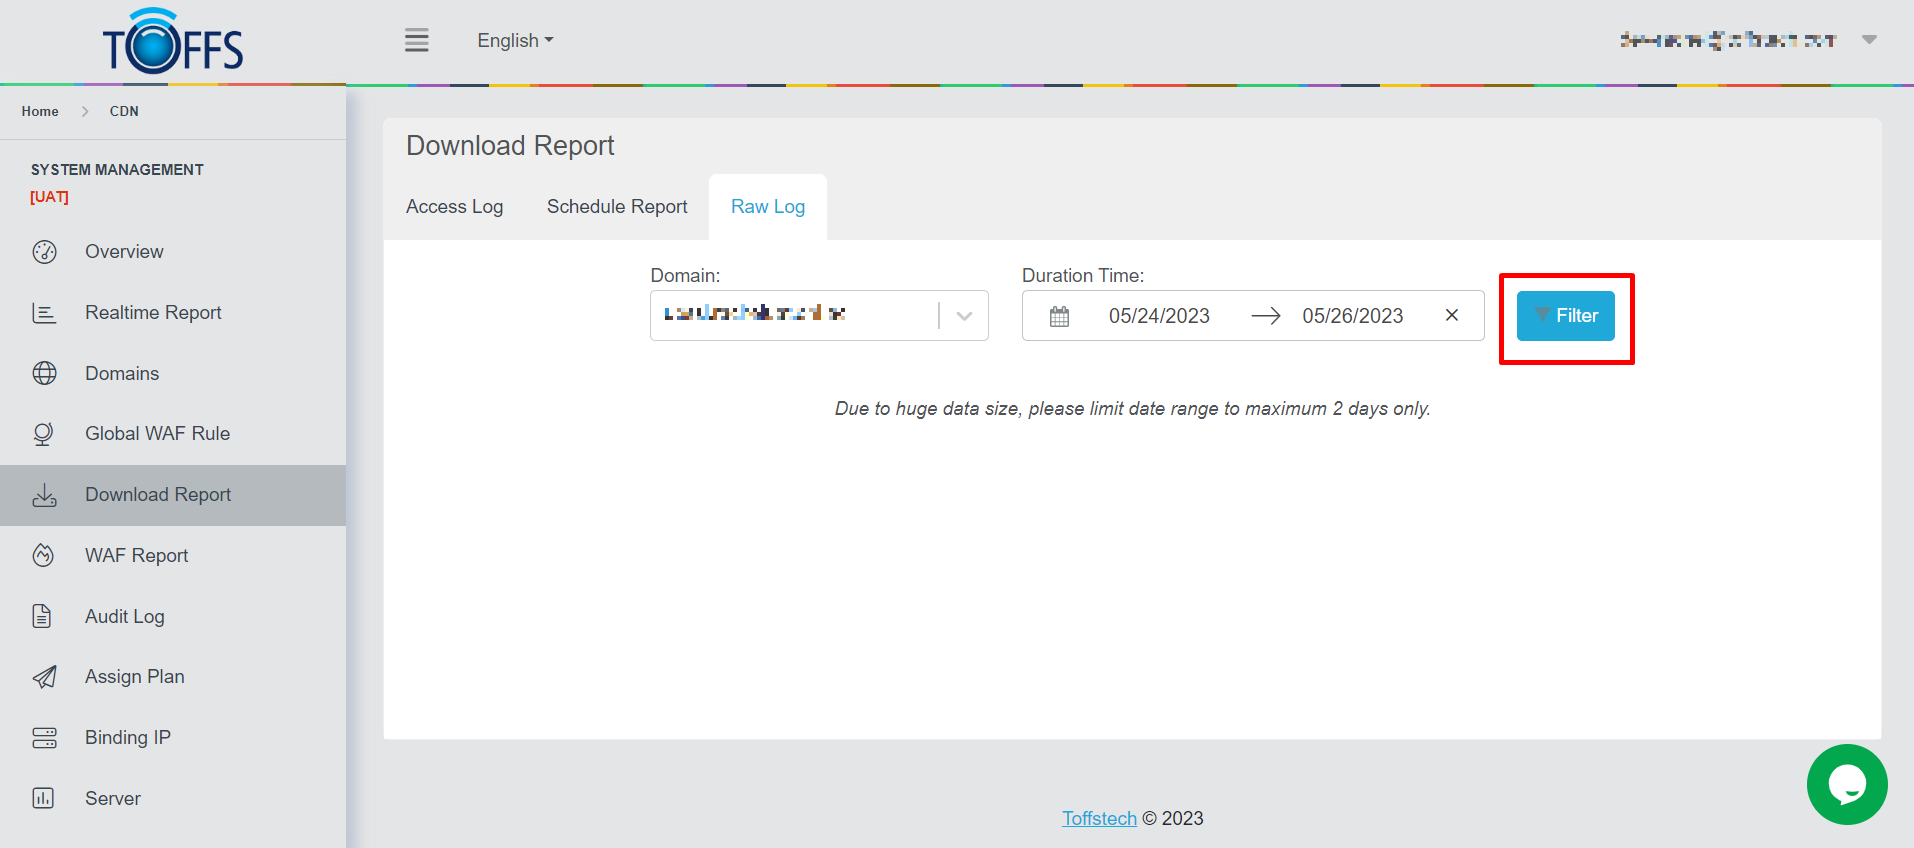 TOFFS
English
Home > CDN
SYSTEM MANAGEMENT
[UAT]
Overview
Realtime Report
Domains
Global WAF Rule
Download Report
WAF Report
Audit Log
Assign Plan
Binding IP
Server
Download Report
Access Log
Schedule Report
Raw Log
Domain:
Duration Time:
05/24/2023 → 05/26/2023 ×
Filter
Due to huge data size, please limit date range to maximum 2 days only.
Toffstech © 2023